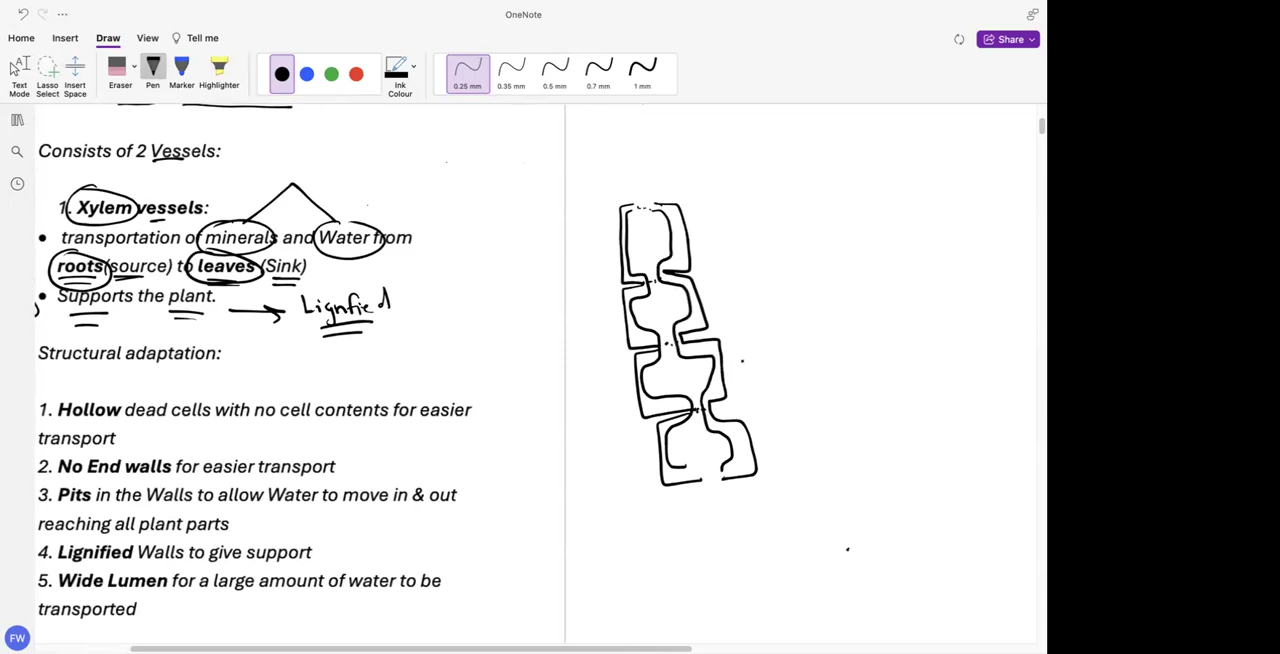 OneNote
Home Insert Draw View Tell me
Share
Text Mode
Lasso Select
Insert Space
Eraser
Pen
Marker
Highlighter
Ink Colour
0.25 mm
0.35 mm
0.5 mm
0.7 mm
1 mm
Consists of 2 Vessels:
1. Xylem vessels:
• transportation of minerals and Water from
roots(source) to leaves (Sink)
• Supports the plant. Lignfied
Structural adaptation:
1. Hollow dead cells with no cell contents for easier
transport
2. No End walls for easier transport
3. Pits in the Walls to allow Water to move in & out
reaching all plant parts
4. Lignified Walls to give support
5. Wide Lumen for a large amount of water to be
transported
FW